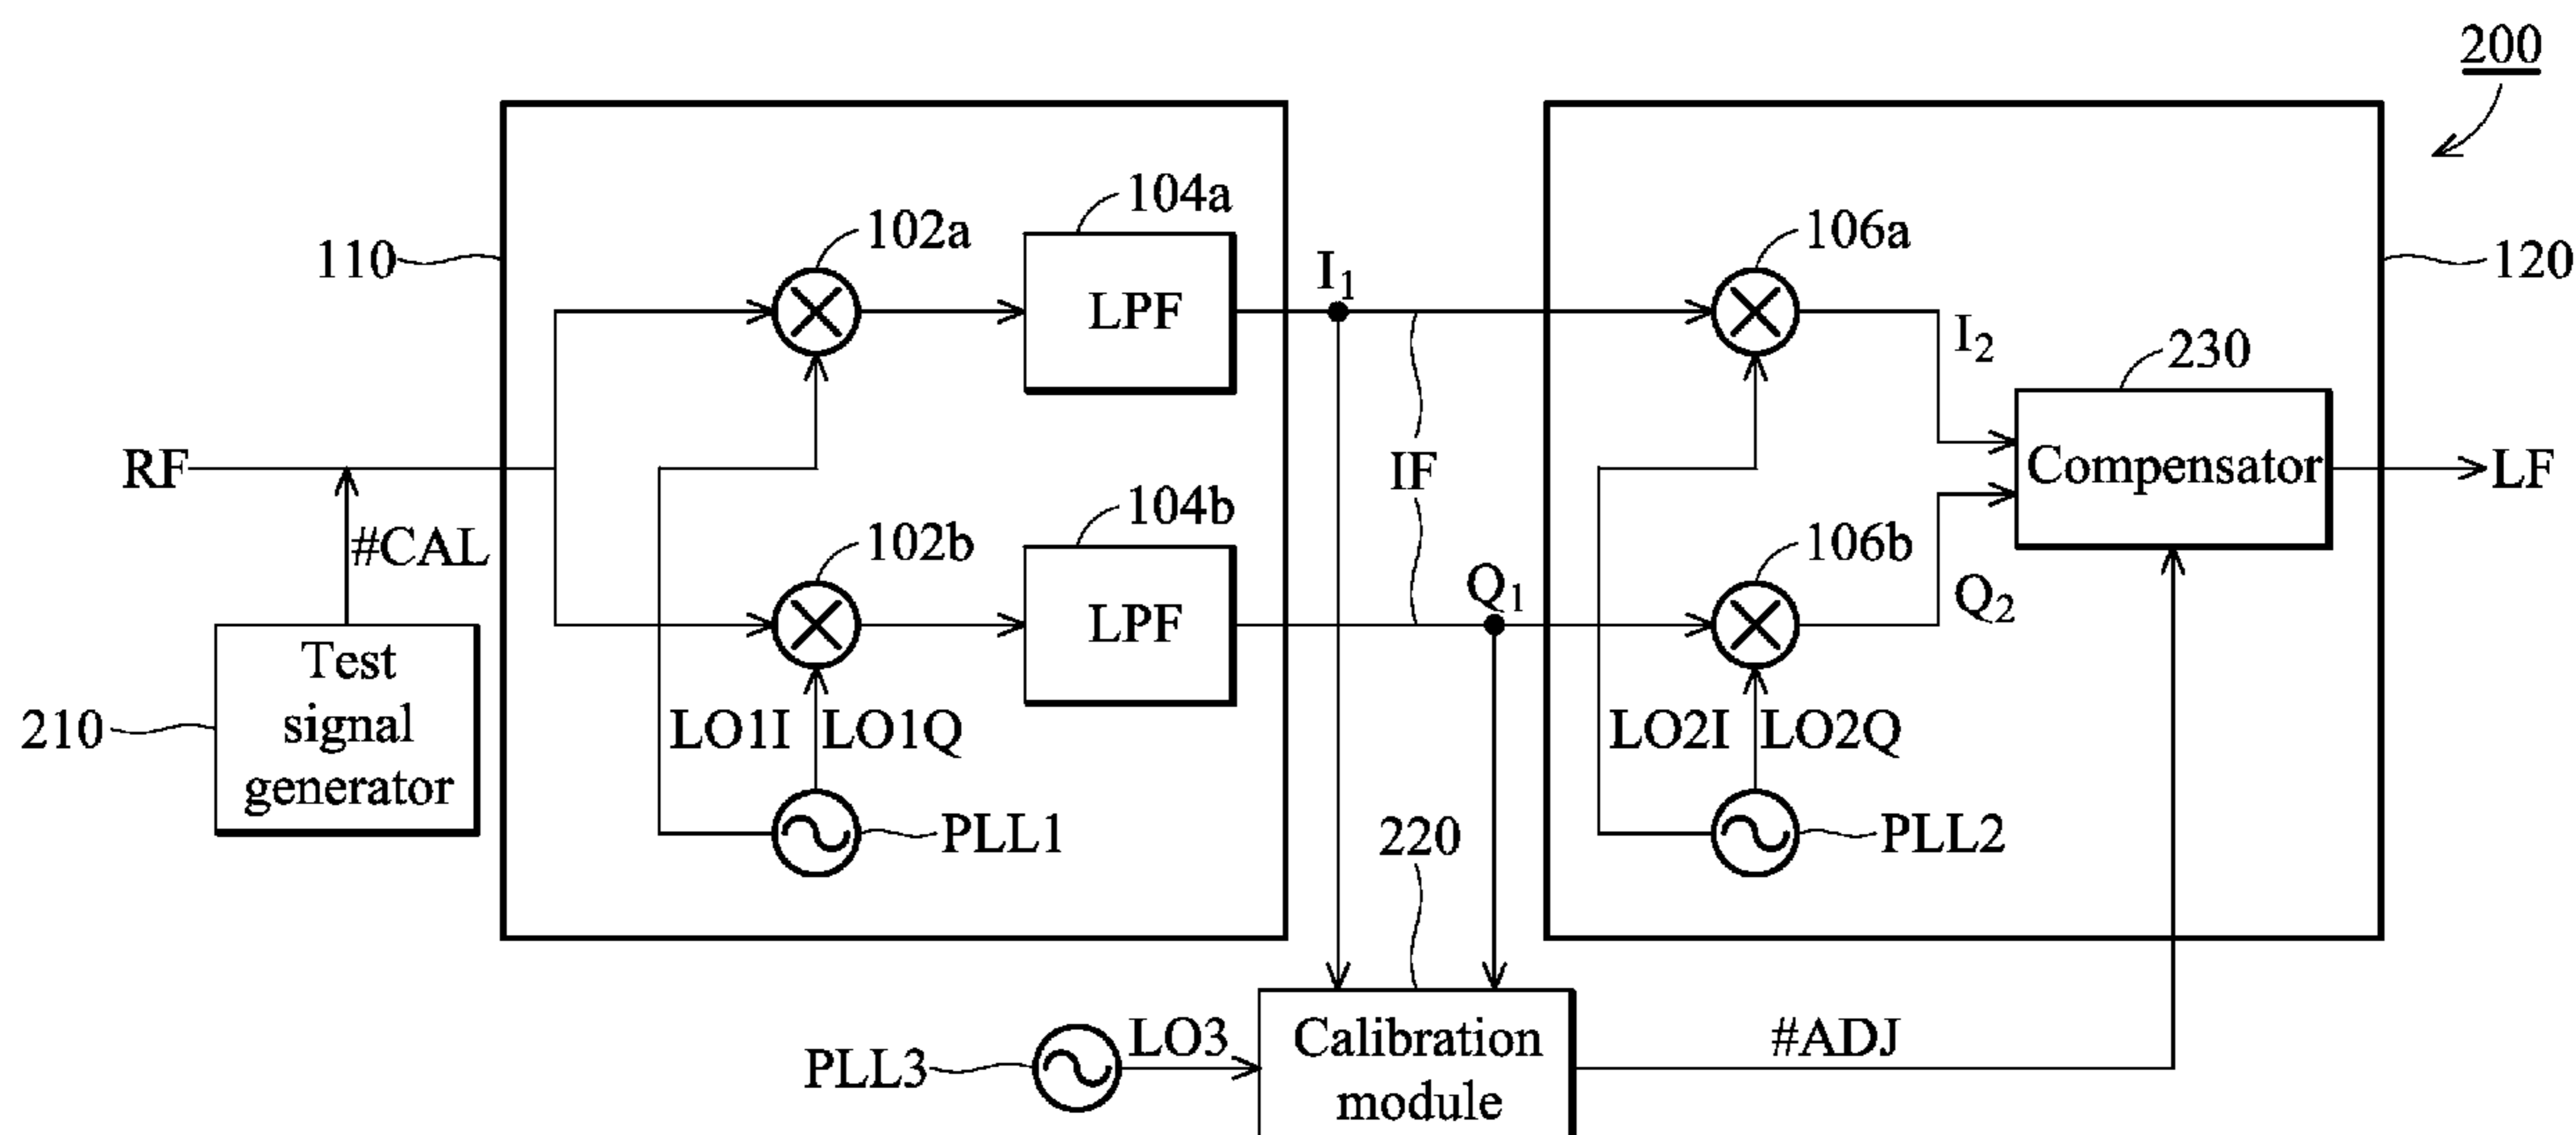 200
110
102a
104a
LPF
I1
106a
120
I2
230
Compensator
RF
IF
LF
#CAL
102b
104b
LPF
Q1
106b
Q2
Test
signal
generator
210
LO1I
LO1Q
LO2I
LO2Q
PLL1
PLL2
220
PLL3
LO3
Calibration
module
#ADJ